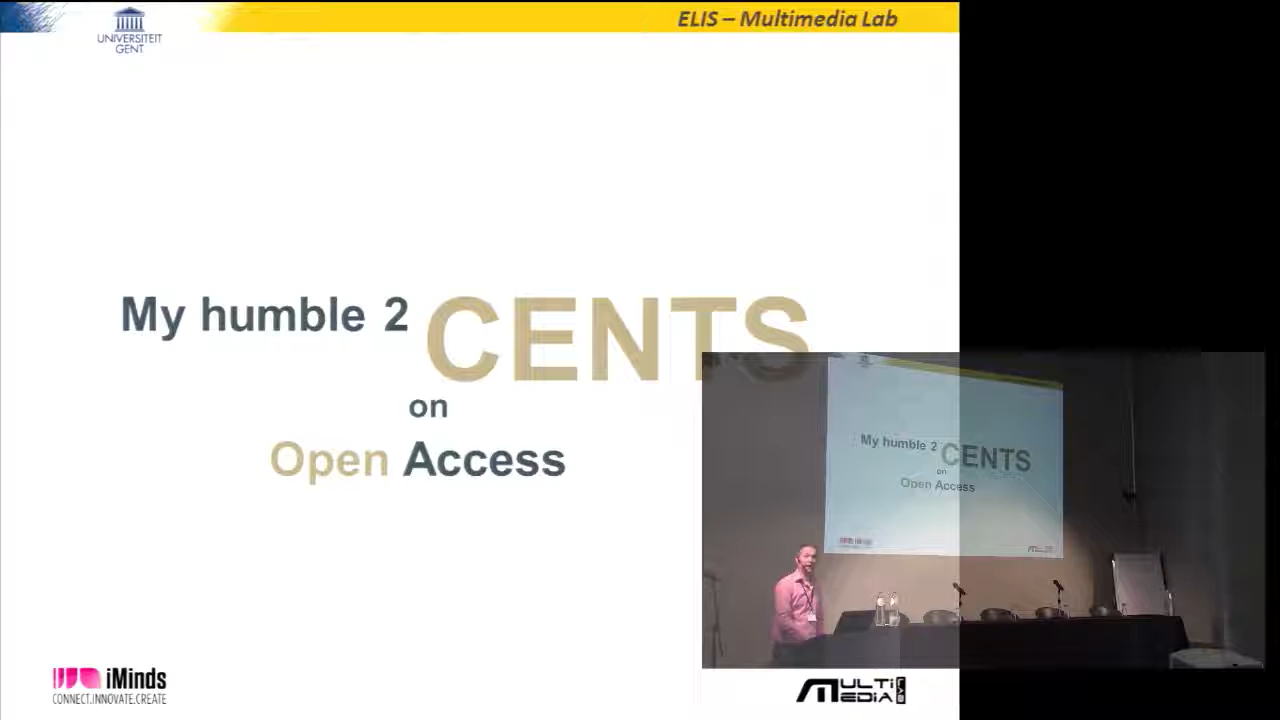 ELIS – Multimedia Lab
UNIVERSITEIT
GENT
My humble 2 CENTS
on
Open Access
My humble 2 CENTS
on
Open Access
iMinds
CONNECT.INNOVATE.CREATE
MULTI
MEDIA LAB